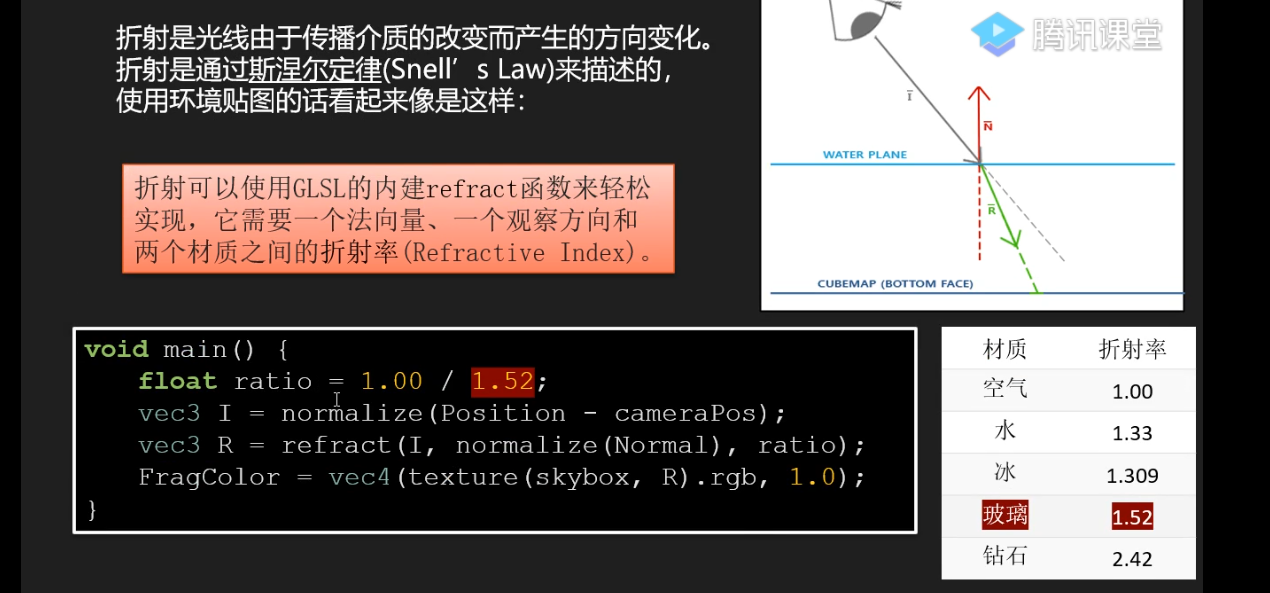 折射是光线由于传播介质的改变而产生的方向变化。
折射是通过斯涅尔定律(Snell’s Law)来描述的，
使用环境贴图的话看起来像是这样：
腾讯课堂
Ī
N̄
WATER PLANE
R̄
CUBEMAP (BOTTOM FACE)
折射可以使用GLSL的内建refract函数来轻松
实现，它需要一个法向量、一个观察方向和
两个材质之间的折射率(Refractive Index)。
void main() {
float ratio = 1.00 / 1.52;
vec3 I = normalize(Position - cameraPos);
vec3 R = refract(I, normalize(Normal), ratio);
FragColor = vec4(texture(skybox, R).rgb, 1.0);
}
材质 折射率
空气 1.00
水 1.33
冰 1.309
玻璃 1.52
钻石 2.42